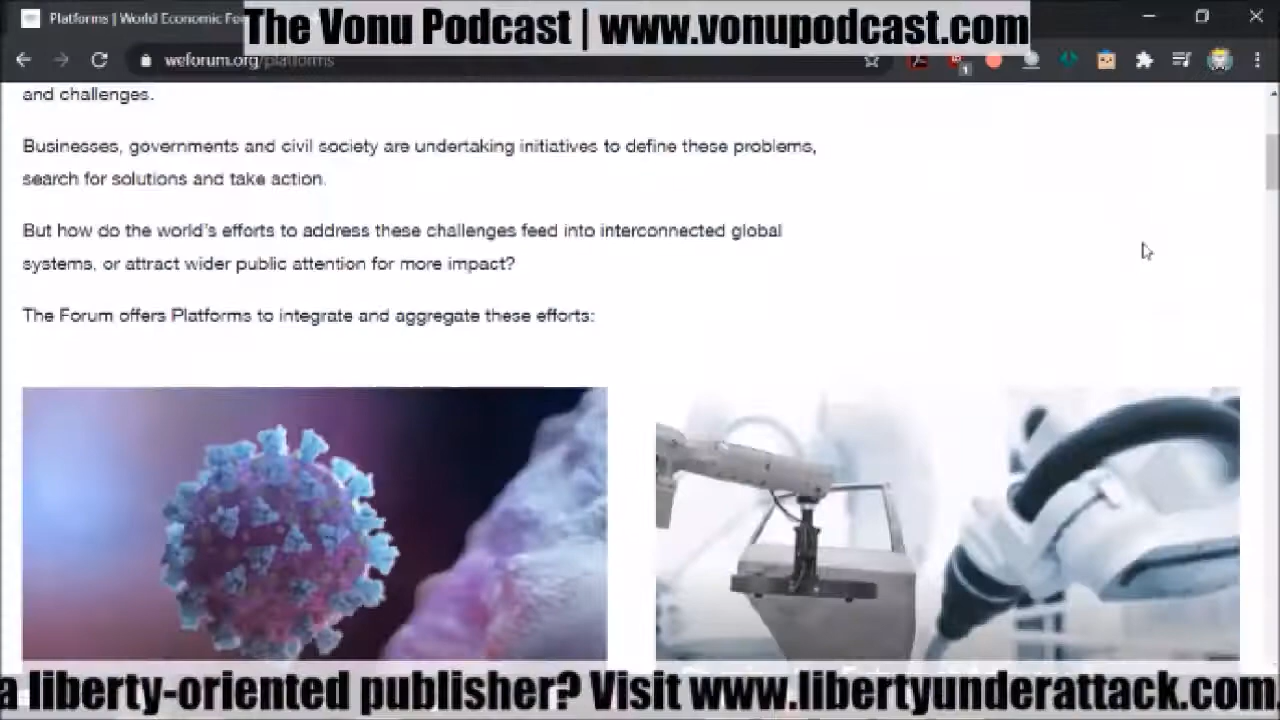 Platforms | World Economic Fo
The Vonu Podcast | www.vonupodcast.com
weforum.org/platforms
1
and challenges.
Businesses, governments and civil society are undertaking initiatives to define these problems,
search for solutions and take action.
But how do the world's efforts to address these challenges feed into interconnected global
systems, or attract wider public attention for more impact?
The Forum offers Platforms to integrate and aggregate these efforts:
a liberty-oriented publisher? Visit www.libertyunderattack.com